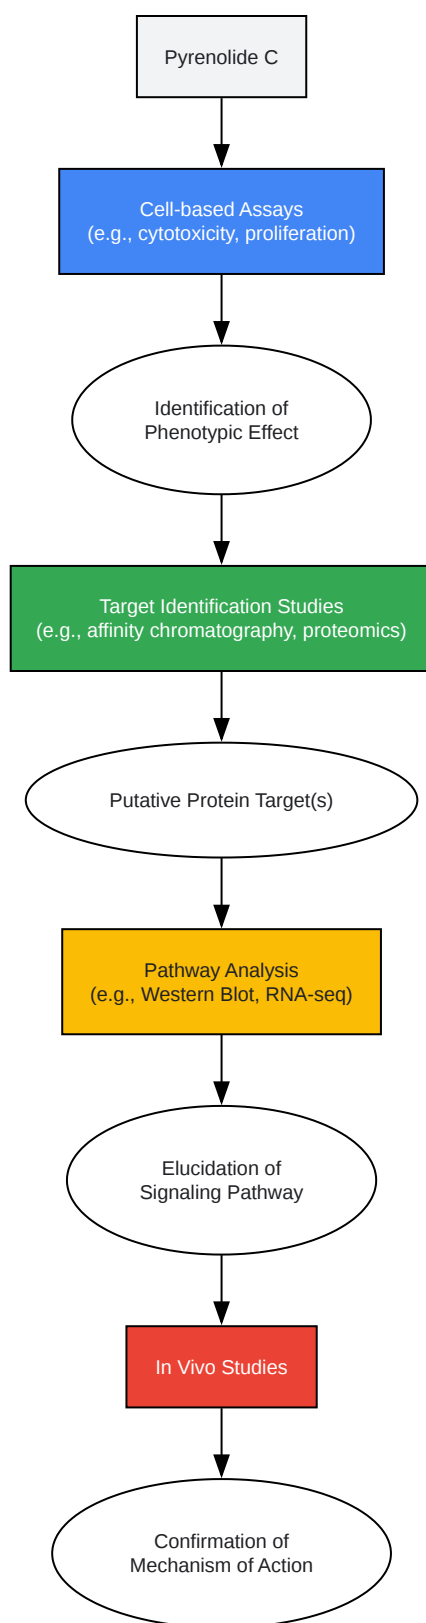 Pyrenolide C
Cell-based Assays
(e.g., cytotoxicity, proliferation)
Identification of
Phenotypic Effect
Target Identification Studies
(e.g., affinity chromatography, proteomics)
Putative Protein Target(s)
Pathway Analysis
(e.g., Western Blot, RNA-seq)
Elucidation of
Signaling Pathway
In Vivo Studies
Confirmation of
Mechanism of Action